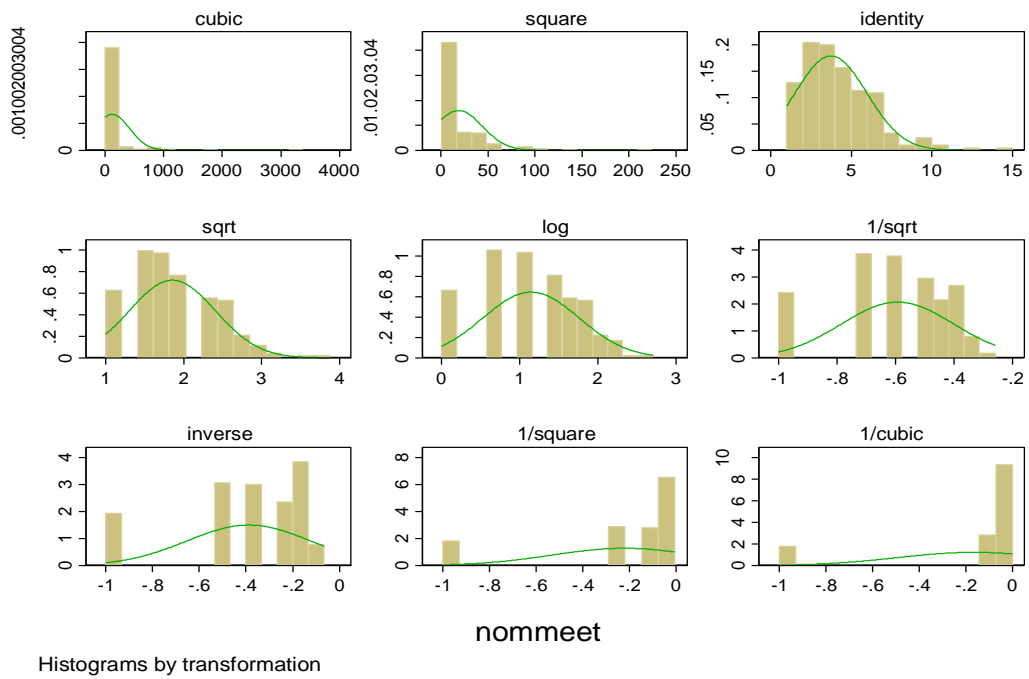 cubic
square
identity
0 .001002003004
0 .01.02.03.04
0 .05 .1 .15 .2
0 1000 2000 3000 4000
0 50 100 150 200 250
0 5 10 15
sqrt
log
1/sqrt
0 .2 .4 .6 .8 1
0 .2 .4 .6 .8 1
0 1 2 3 4
1 2 3 4
0 1 2 3
-1 -.8 -.6 -.4 -.2
inverse
1/square
1/cubic
0 1 2 3 4
0 2 4 6 8
0 2 4 6 8 10
-1 -.8 -.6 -.4 -.2 0
-1 -.8 -.6 -.4 -.2 0
-1 -.8 -.6 -.4 -.2 0
nommeet
Histograms by transformation